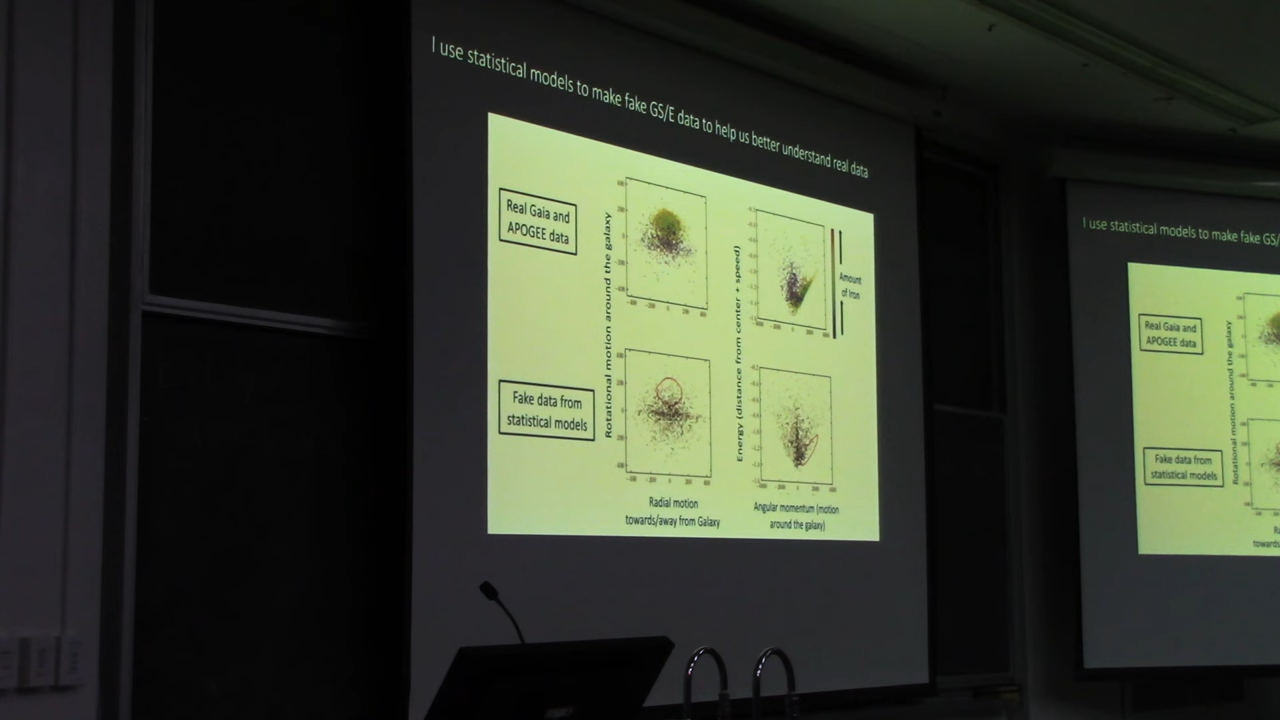 I use statistical models to make fake GS/E data to help us better understand real data
Real Gaia and
APOGEE data
Rotational motion around the galaxy
Energy (distance from center + speed)
Amount
of Iron
Fake data from
statistical models
Radial motion
towards/away from Galaxy
Angular momentum (motion
around the galaxy)
I use statistical models to make fake GS/
Real Gaia and
APOGEE data
Rotational motion around the galaxy
Fake data from
statistical models
towards